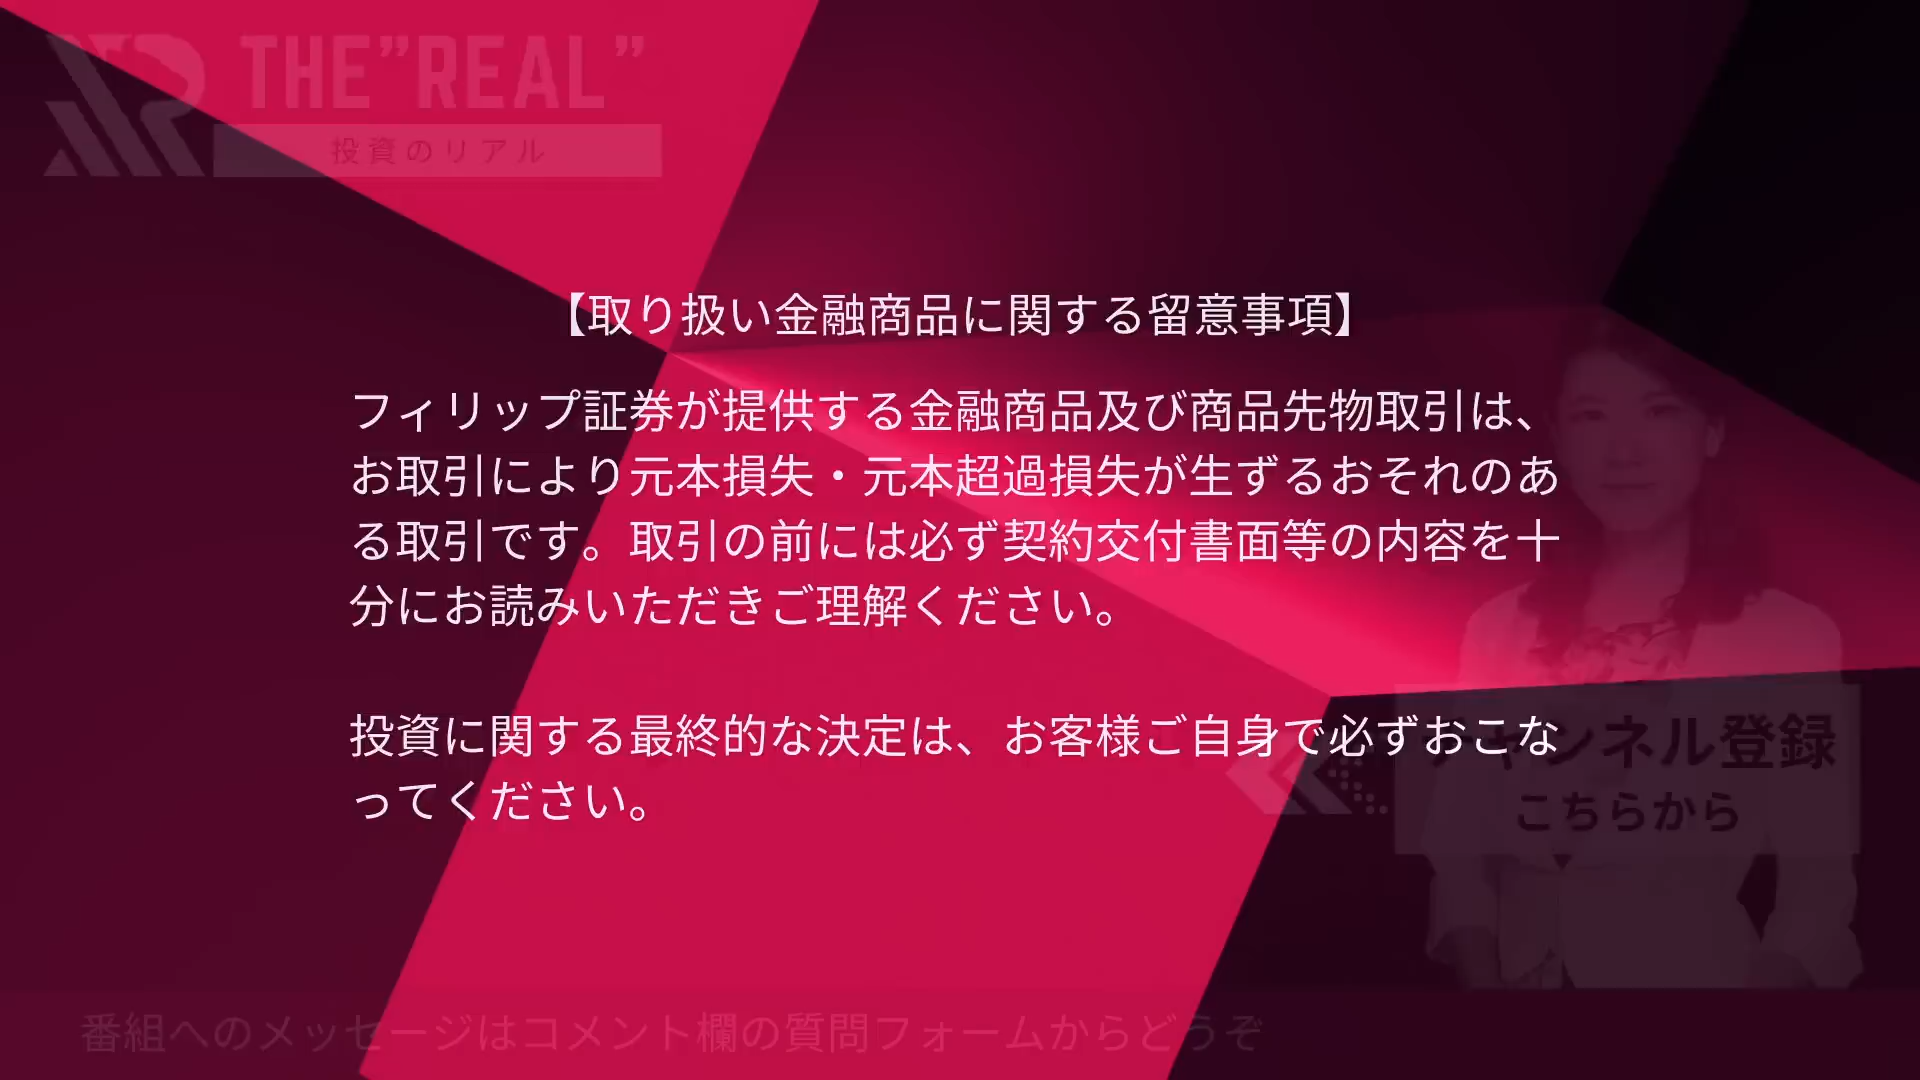 THE”REAL”
投資のリアル
【取り扱い金融商品に関する留意事項】
フィリップ証券が提供する金融商品及び商品先物取引は、
お取引により元本損失・元本超過損失が生ずるおそれのあ
る取引です。取引の前には必ず契約交付書面等の内容を十
分にお読みいただきご理解ください。
投資に関する最終的な決定は、お客様ご自身で必ずおこな
ってください。
チャンネル登録
こちらから
番組へのメッセージはコメント欄の質問フォームからどうぞ